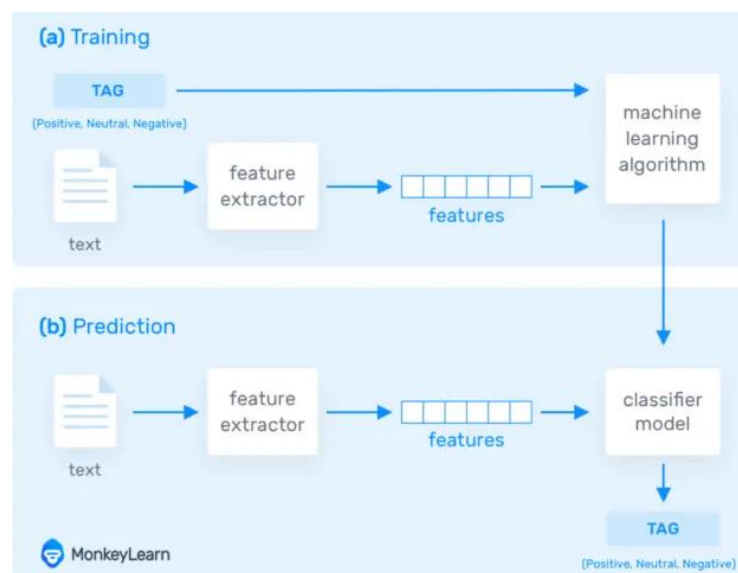 (a) Training
TAG
(Positive, Neutral, Negative)
machine
learning
algorithm
feature
extractor
features
text
(b) Prediction
feature
extractor
classifier
model
features
text
TAG
(Positive, Neutral, Negative)
MonkeyLearn